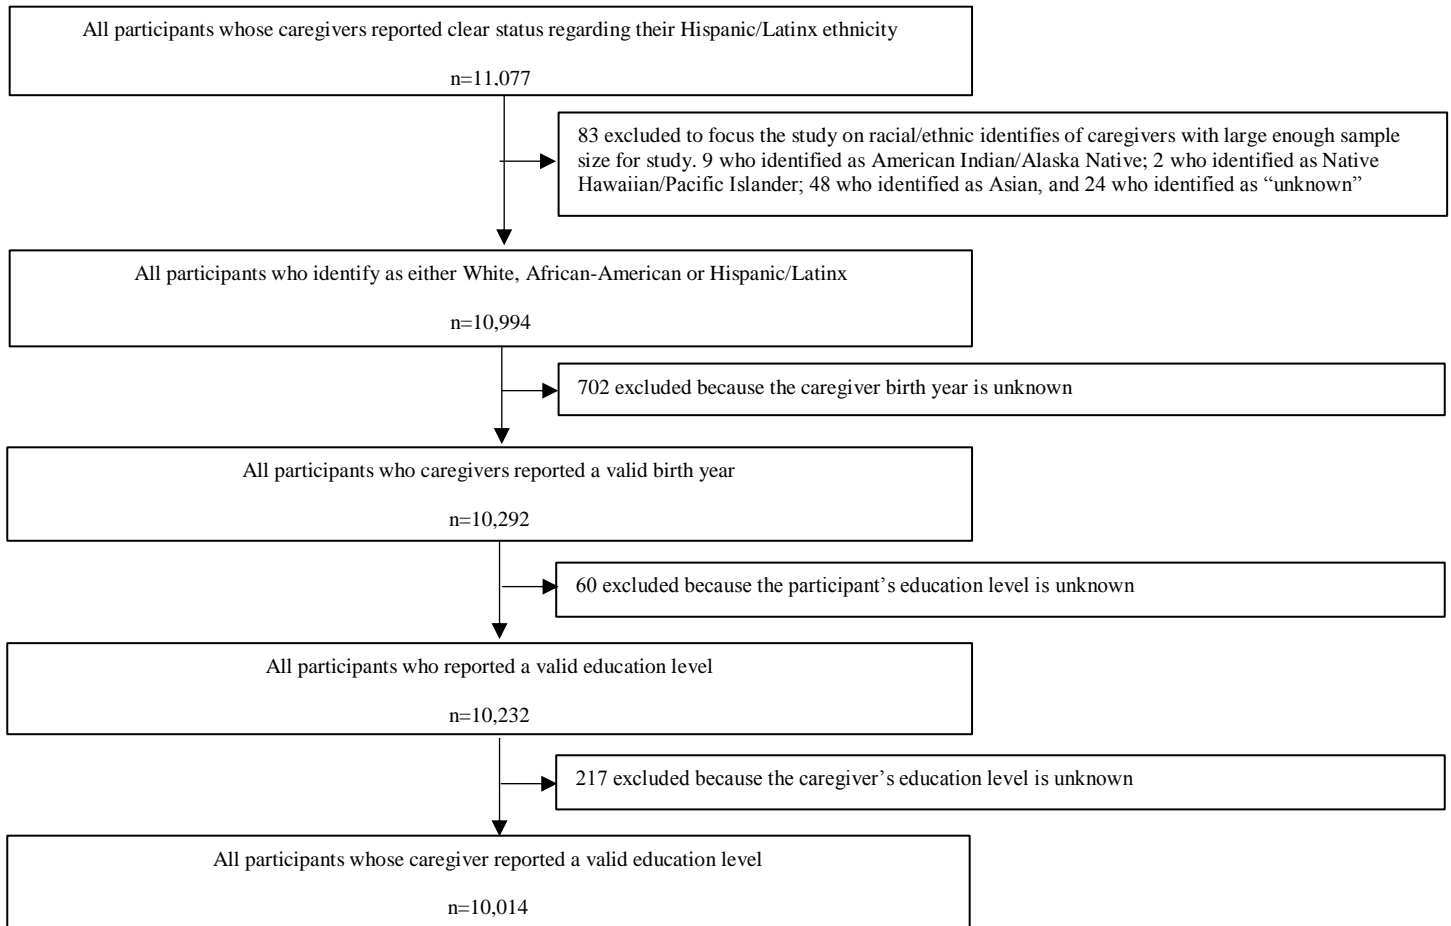 All participants whose caregivers reported clear status regarding their Hispanic/Latinx ethnicity
n=11,077
83 excluded to focus the study on racial/ethnic identifies of caregivers with large enough sample
size for study. 9 who identified as American Indian/Alaska Native; 2 who identified as Native
Hawaiian/Pacific Islander; 48 who identified as Asian, and 24 who identified as “unknown”
All participants who identify as either White, African-American or Hispanic/Latinx
n=10,994
702 excluded because the caregiver birth year is unknown
All participants who caregivers reported a valid birth year
n=10,292
60 excluded because the participant’s education level is unknown
All participants who reported a valid education level
n=10,232
217 excluded because the caregiver’s education level is unknown
All participants whose caregiver reported a valid education level
n=10,014